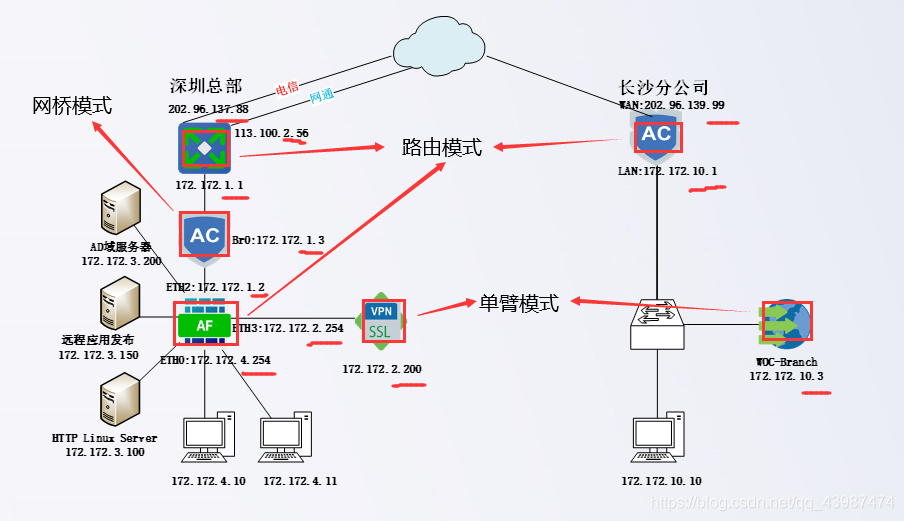 深圳总部
电信
网通
202.96.137.88
113.100.2.56
网桥模式
路由模式
长沙分公司
WAN:202.96.139.99
AC
LAN:172.172.10.1
172.172.1.1
AC
Br0:172.172.1.3
AD域服务器
172.172.3.200
ETH2:172.172.1.2
AF
ETH3:172.172.2.254
VPN
SSL
单臂模式
远程应用发布
172.172.3.150
ETH0:172.172.4.254
172.172.2.200
WOC-Branch
172.172.10.3
HTTP Linux Server
172.172.3.100
172.172.4.10
172.172.4.11
172.172.10.10
https://blog.csdn.net/qq_43987474